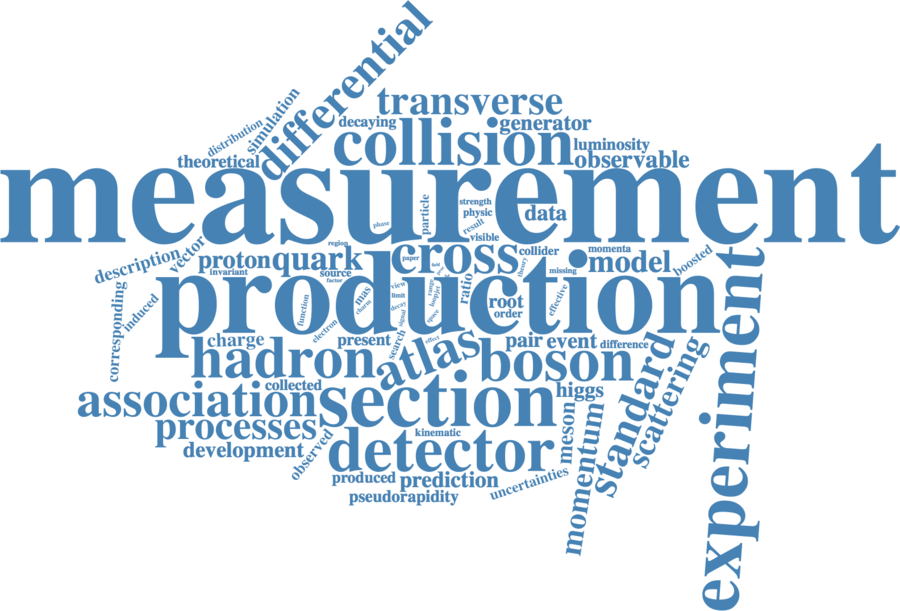 differential
simulation
distribution
transverse
decaying
generator
collision
luminosity
theoretical
observable
measurement
strength
particle
physic
data
result
phase
visible
region
vector
description
proton
quark
cross
paper
collider
momenta
model
boosted
invariant
source
factor
missing
theory
production
corresponding
induced
function
mas
charm
view
limit
decay
signal
range
space
ratio
root
order
effective
electron
charge
present
search
effect
pair
event
difference
hadron
atlas
boson
standard
scattering
experiment
collected
association
section
higgs
processes
kinematic
meson
momentum
development
observed
detector
produced
prediction
uncertainties
pseudorapidity